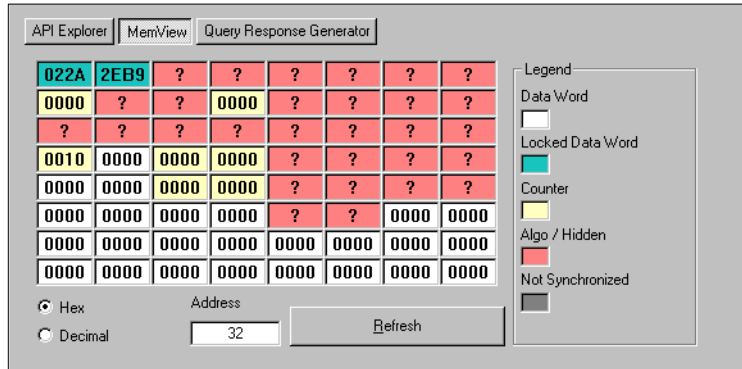 API Explorer MemView Query Response Generator
022A 2EB9 ? ? ? ? ? ?
0000 ? ? 0000 ? ? ? ?
? ? ? ? ? ? ? ?
0010 0000 0000 0000 ? ? ? ?
0000 0000 0000 0000 ? ? ? ?
0000 0000 0000 0000 ? ? 0000 0000
0000 0000 0000 0000 0000 0000 0000 0000
0000 0000 0000 0000 0000 0000 0000 0000
Hex
Decimal
Address
32
Refresh
Legend
Data Word
Locked Data Word
Counter
Algo / Hidden
Not Synchronized